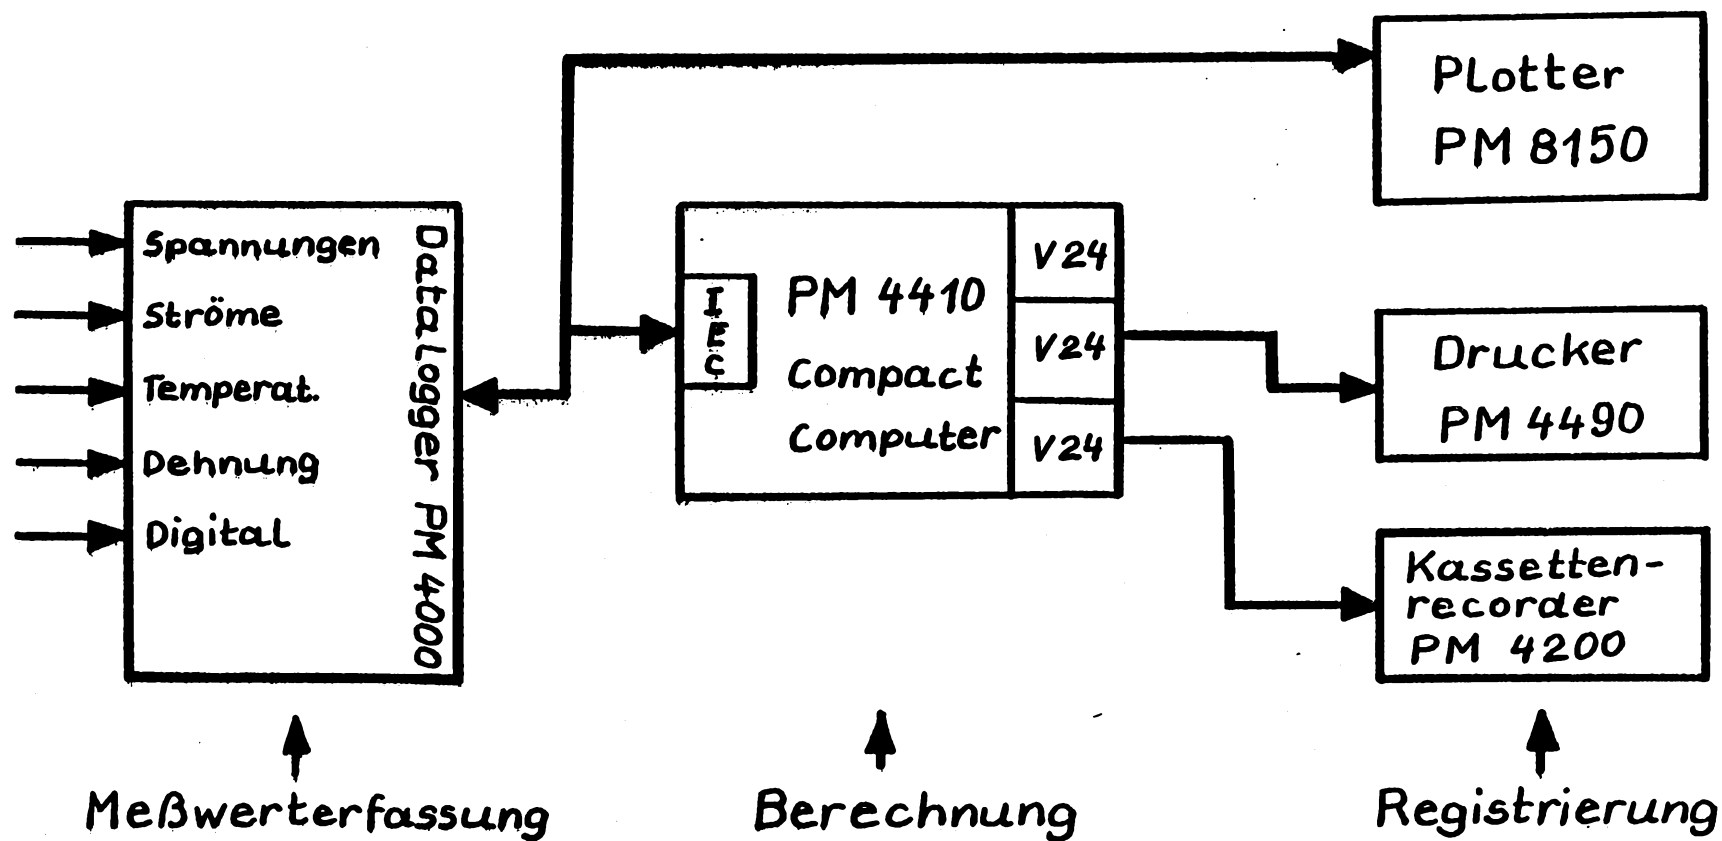 Spannungen
Ströme
Temperat.
Dehnung
Digital
Datalogger PM 4000
IEC
PM 4410
Compact
Computer
V24
V24
V24
Plotter
PM 8150
Drucker
PM 4490
Kassetten-
recorder
PM 4200
Meßwerterfassung
Berechnung
Registrierung